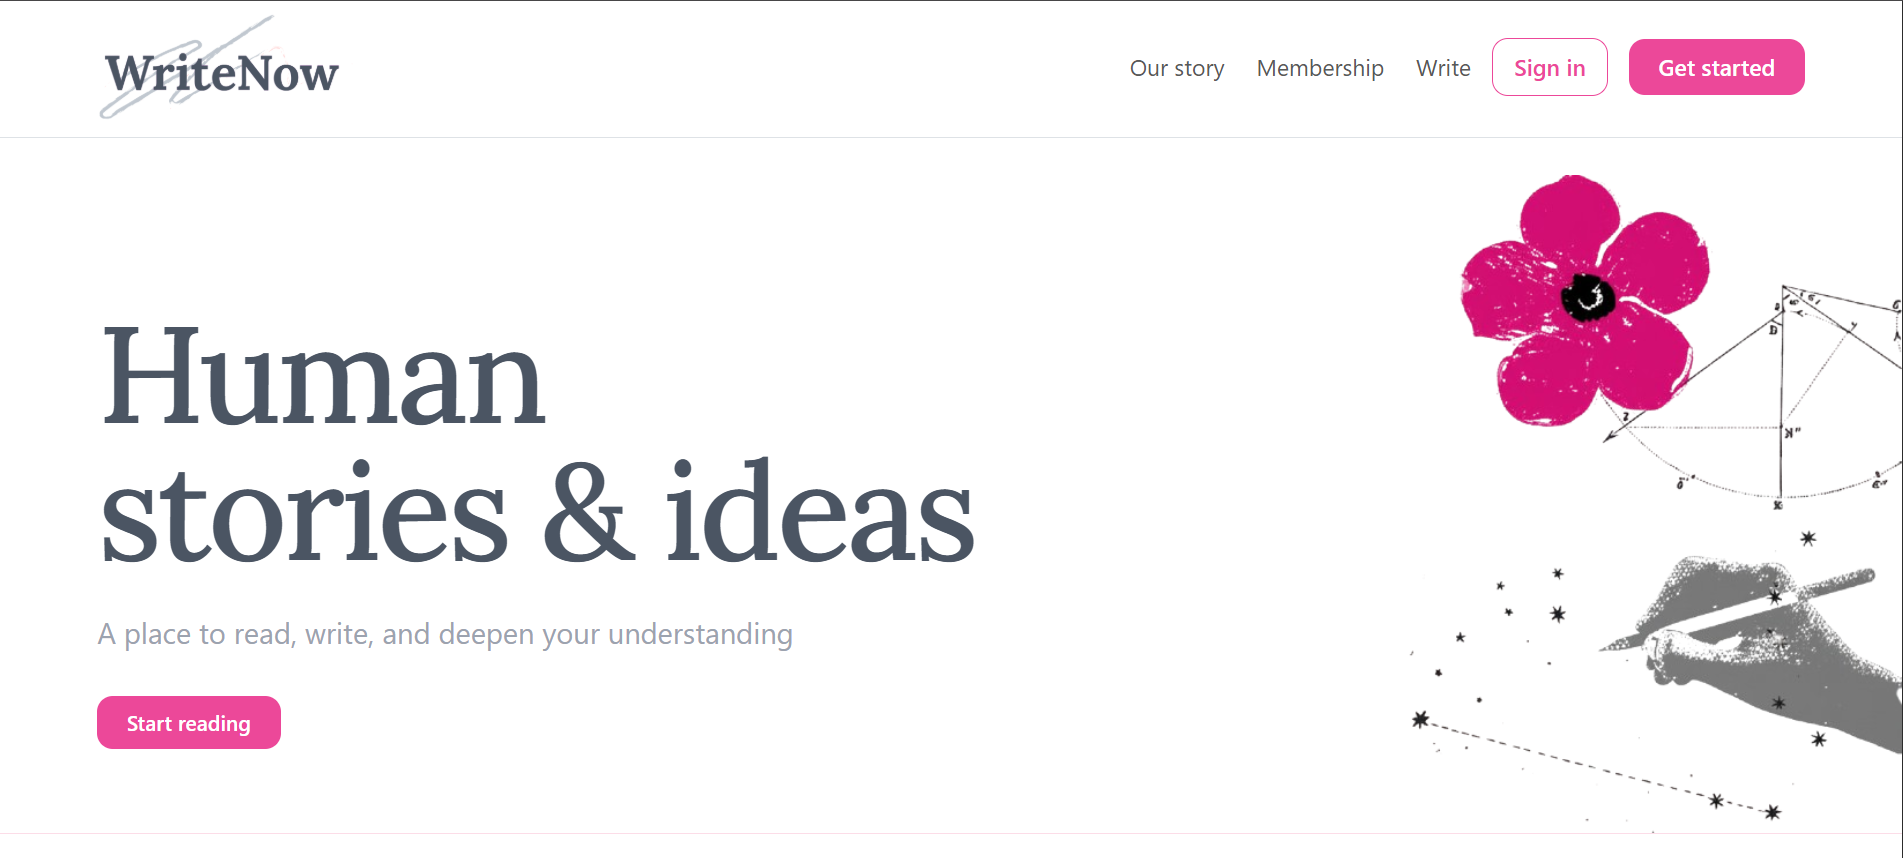 WriteNow
Our story
Membership
Write
Sign in
Get started
Human
stories & ideas
A place to read, write, and deepen your understanding
Start reading
D